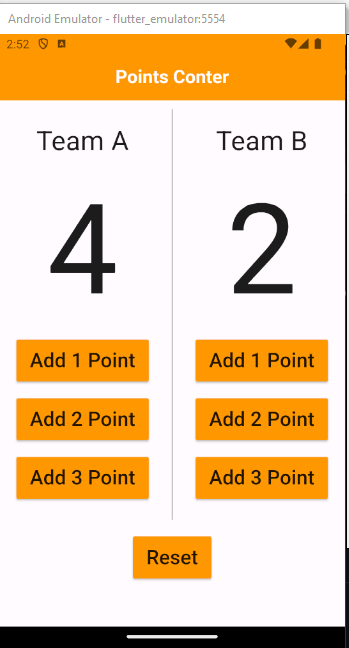 Android Emulator - flutter_emulator:5554
2:52 A
Points Conter
Team A
4
Add 1 Point
Add 2 Point
Add 3 Point
Team B
2
Add 1 Point
Add 2 Point
Add 3 Point
Reset